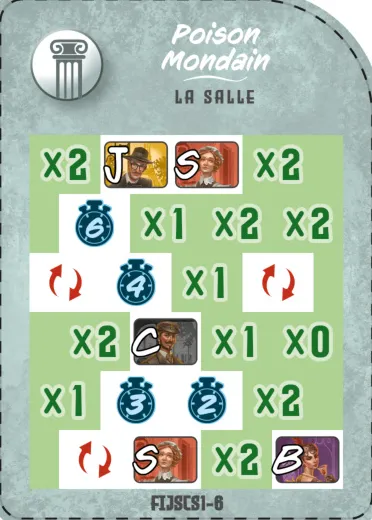 Poison
Mondain
LA SALLE
X2 J S X2
6 X1 X2 X2
4 X1
X2 C X1 X0
X1 3 2 X2
S X2 B
FIJSCS1-6